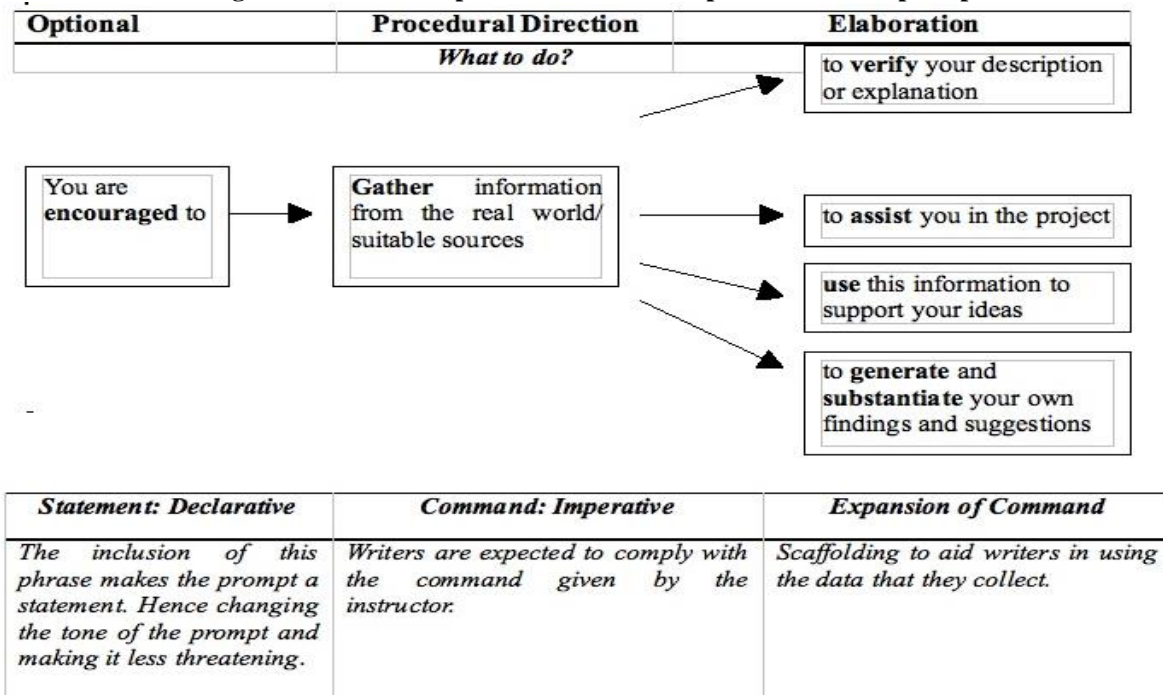 Optional Procedural Direction Elaboration
What to do?
to verify your description
or explanation
You are
encouraged to
Gather information
from the real world/
suitable sources
to assist you in the project
use this information to
support your ideas
to generate and
substantiate your own
findings and suggestions
Statement: Declarative Command: Imperative Expansion of Command
The inclusion of this
phrase makes the prompt a
statement. Hence changing
the tone of the prompt and
making it less threatening.
Writers are expected to comply with
the command given by the
instructor.
Scaffolding to aid writers in using
the data that they collect.